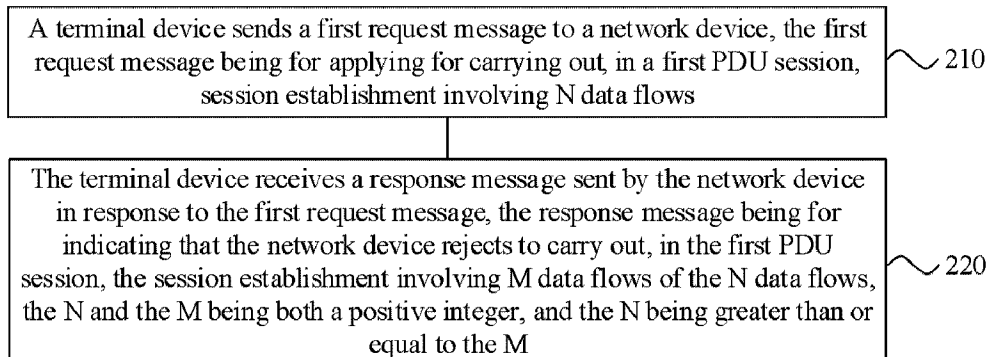 A terminal device sends a first request message to a network device, the first
request message being for applying for carrying out, in a first PDU session,
session establishment involving N data flows
210
The terminal device receives a response message sent by the network device
in response to the first request message, the response message being for
indicating that the network device rejects to carry out, in the first PDU
session, the session establishment involving M data flows of the N data flows,
the N and the M being both a positive integer, and the N being greater than or
equal to the M
220